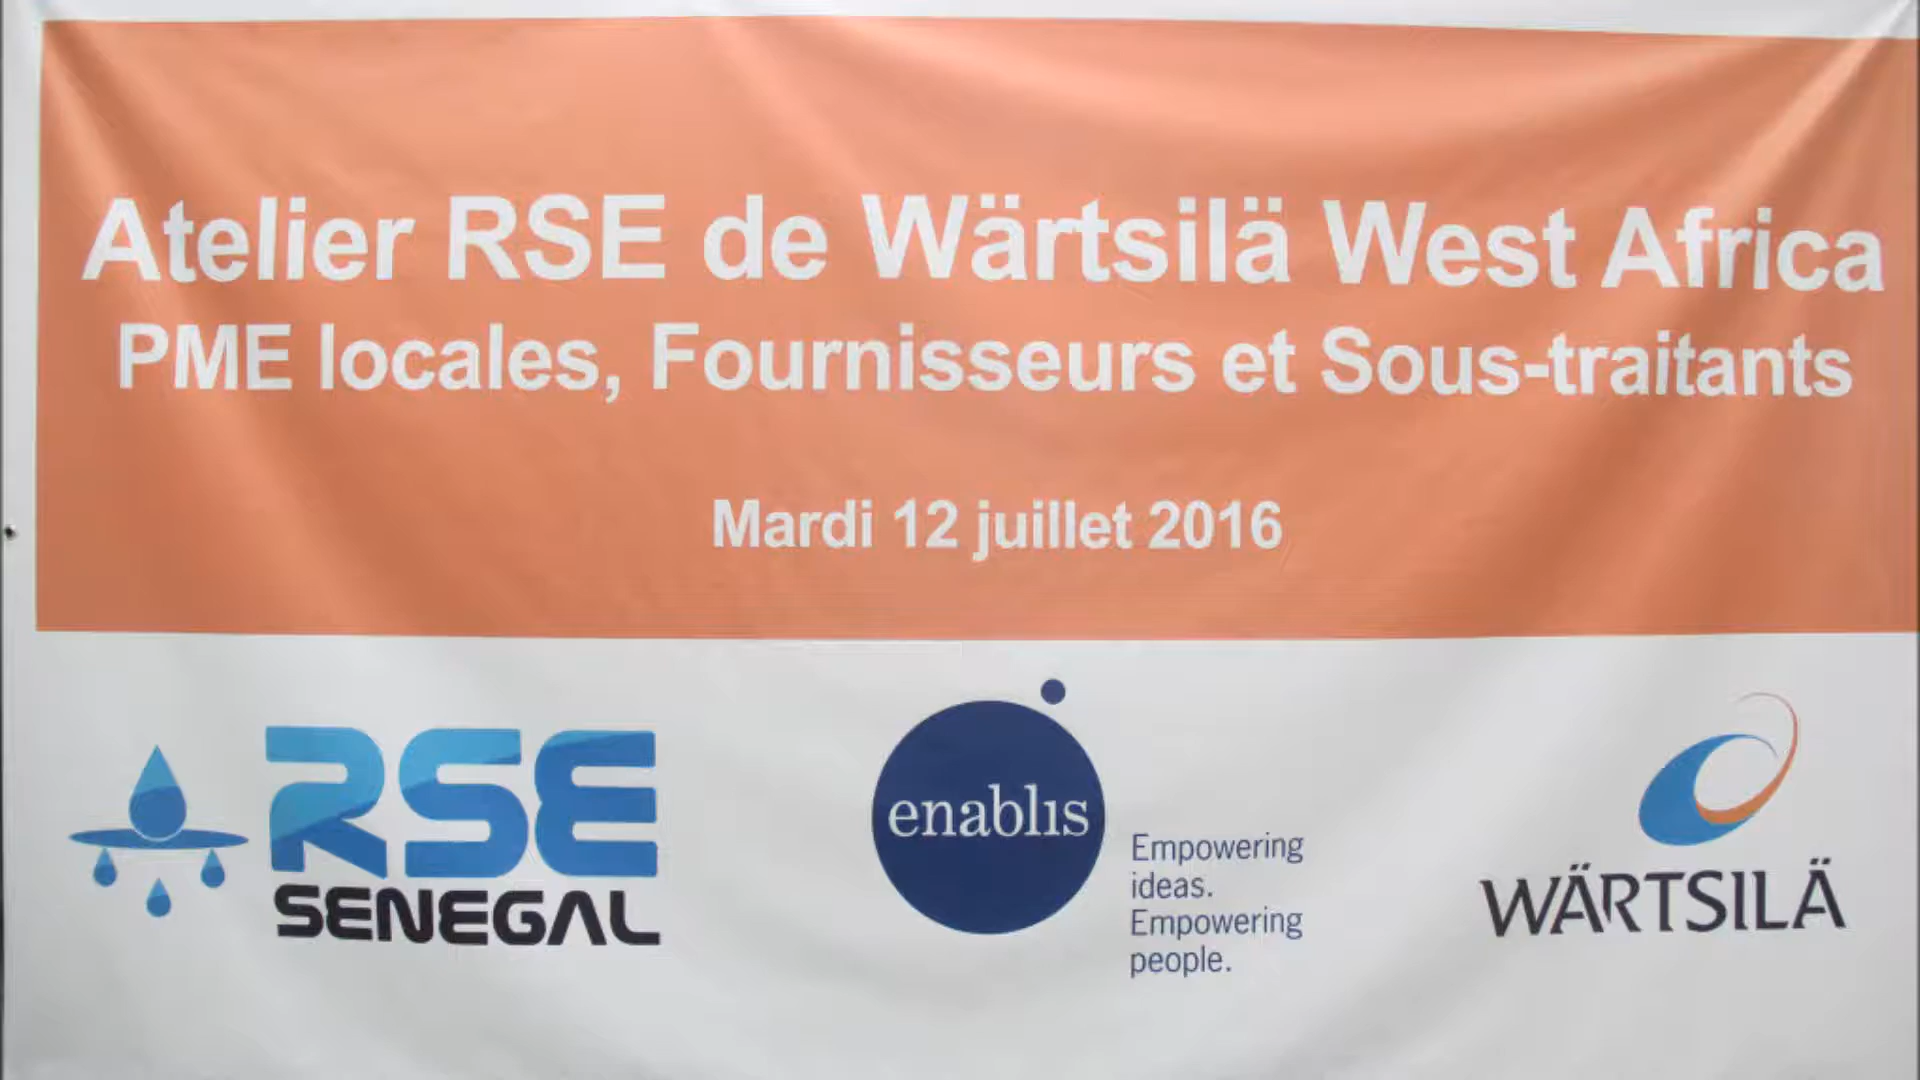 Atelier RSE de Wärtsilä West Africa
PME locales, Fournisseurs et Sous-traitants
Mardi 12 juillet 2016
RSE
SENEGAL
enablis
Empowering
ideas.
Empowering
people.
WÄRTSILÄ